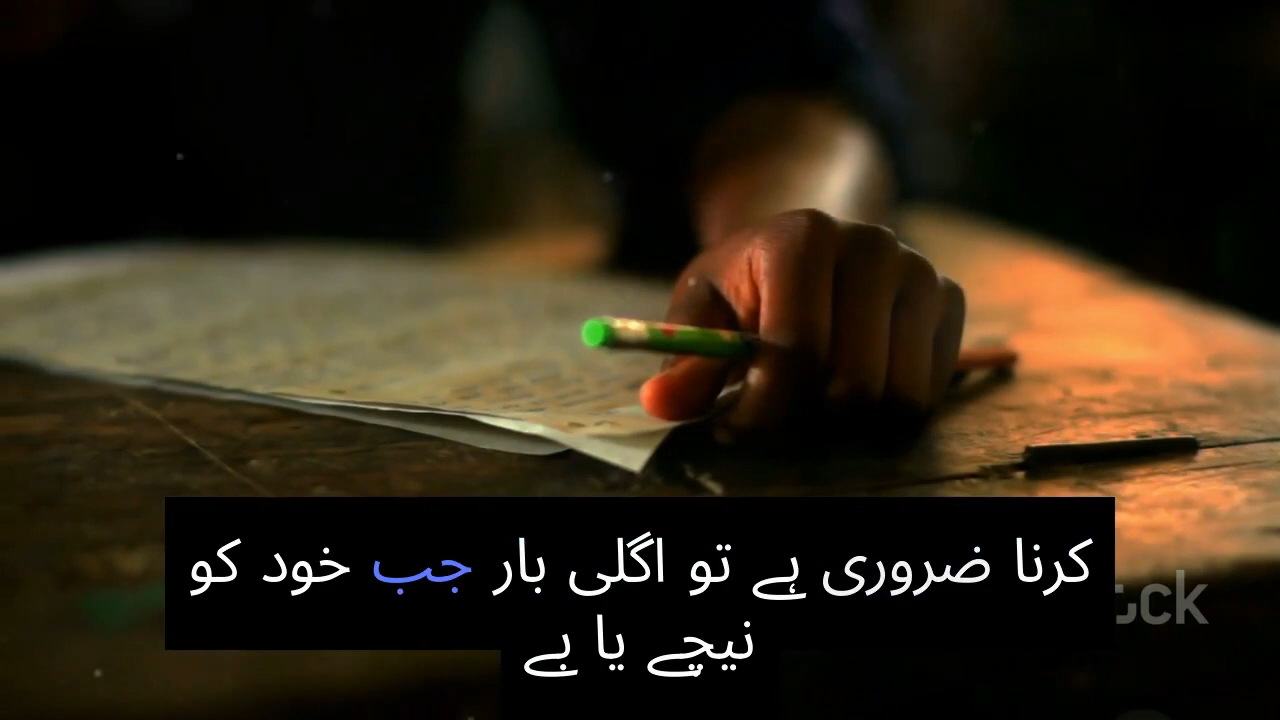 کرنا ضروری ہے تو اگلی بار جب خود کو
نیچے یا بے